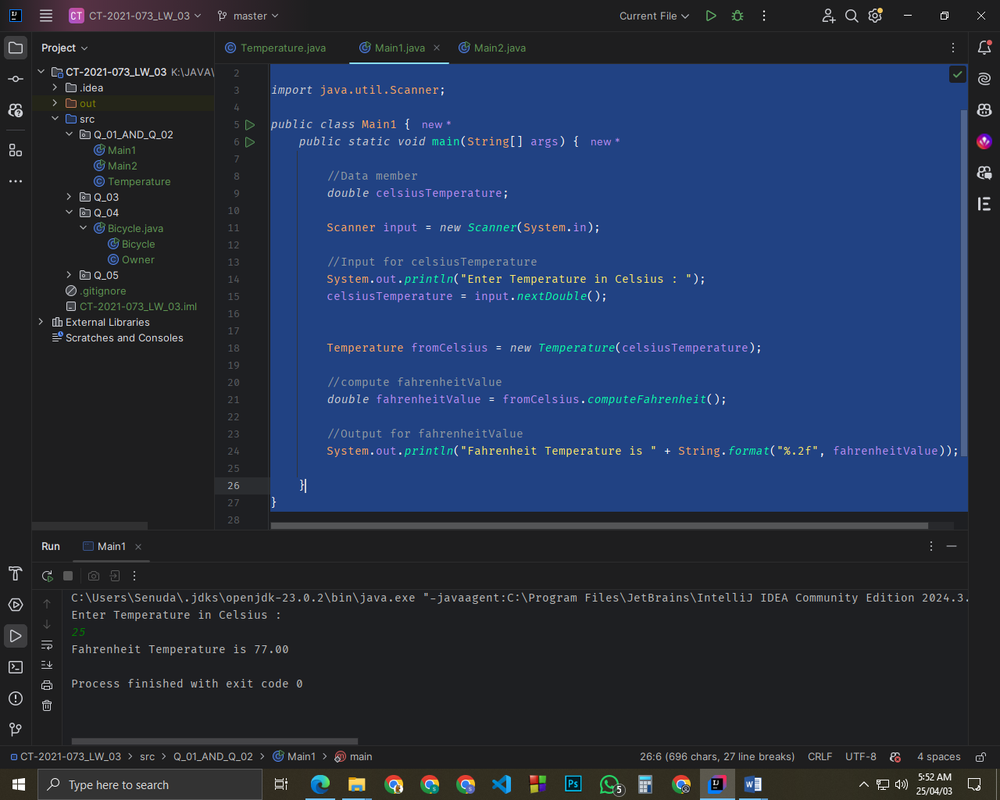 CT CT-2021-073_LW_03 master Current File
Project
Temperature.java Main1.java Main2.java
CT-2021-073_LW_03 K:\JAVA\
.idea
out
src
Q_01_AND_Q_02
Main1
Main2
Temperature
Q_03
Q_04
Bicycle.java
Bicycle
Owner
Q_05
.gitignore
CT-2021-073_LW_03.iml
External Libraries
Scratches and Consoles
2
3 import java.util.Scanner;
4
5 public class Main1 { new *
6 public static void main(String[] args) { new *
7
8 //Data member
9 double celsiusTemperature;
10
11 Scanner input = new Scanner(System.in);
12
13 //Input for celsiusTemperature
14 System.out.println("Enter Temperature in Celsius : ");
15 celsiusTemperature = input.nextDouble();
16
17
18 Temperature fromCelsius = new Temperature(celsiusTemperature);
19
20 //compute fahrenheitValue
21 double fahrenheitValue = fromCelsius.computeFahrenheit();
22
23 //Output for fahrenheitValue
24 System.out.println("Fahrenheit Temperature is " + String.format("%.2f", fahrenheitValue));
25
26 }
27 }
28
Run Main1
C:\Users\Senuda\.jdks\openjdk-23.0.2\bin\java.exe "-javaagent:C:\Program Files\JetBrains\IntelliJ IDEA Community Edition 2024.3.
Enter Temperature in Celsius :
25
Fahrenheit Temperature is 77.00
Process finished with exit code 0
CT-2021-073_LW_03 > src > Q_01_AND_Q_02 > Main1 > main 26:6 (696 chars, 27 line breaks) CRLF UTF-8 4 spaces
Type here to search
5
5:52 AM
25/04/03